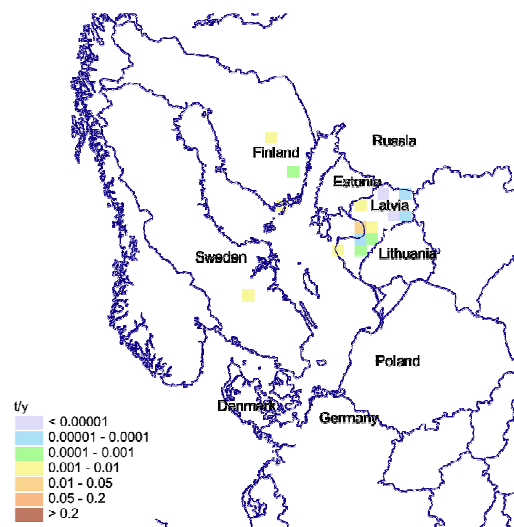 Russia
Finland
Estonia
Latvia
Sweden
Lithuania
Poland
Denmark
Germany
t/y
< 0.00001
0.00001 - 0.0001
0.0001 - 0.001
0.001 - 0.01
0.01 - 0.05
0.05 - 0.2
> 0.2